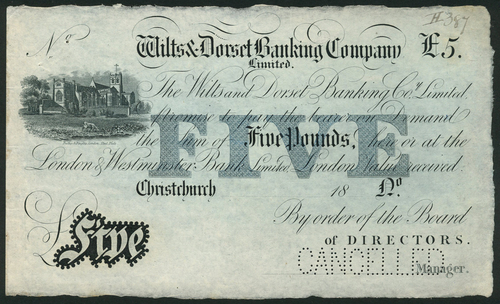 # 387
No.
Wilts & Dorset Banking Company £5.
Limited.
The Wilts and Dorset Banking Co.y Limited
promise to pay the bearer on Demand
the sum of Five Pounds, here or at the
London & Westminster Bank Limited, London Value received.
FIVE
Christchurch 18 No.
By order of the Board
of DIRECTORS.
£ Five
CANCELLED
Manager.